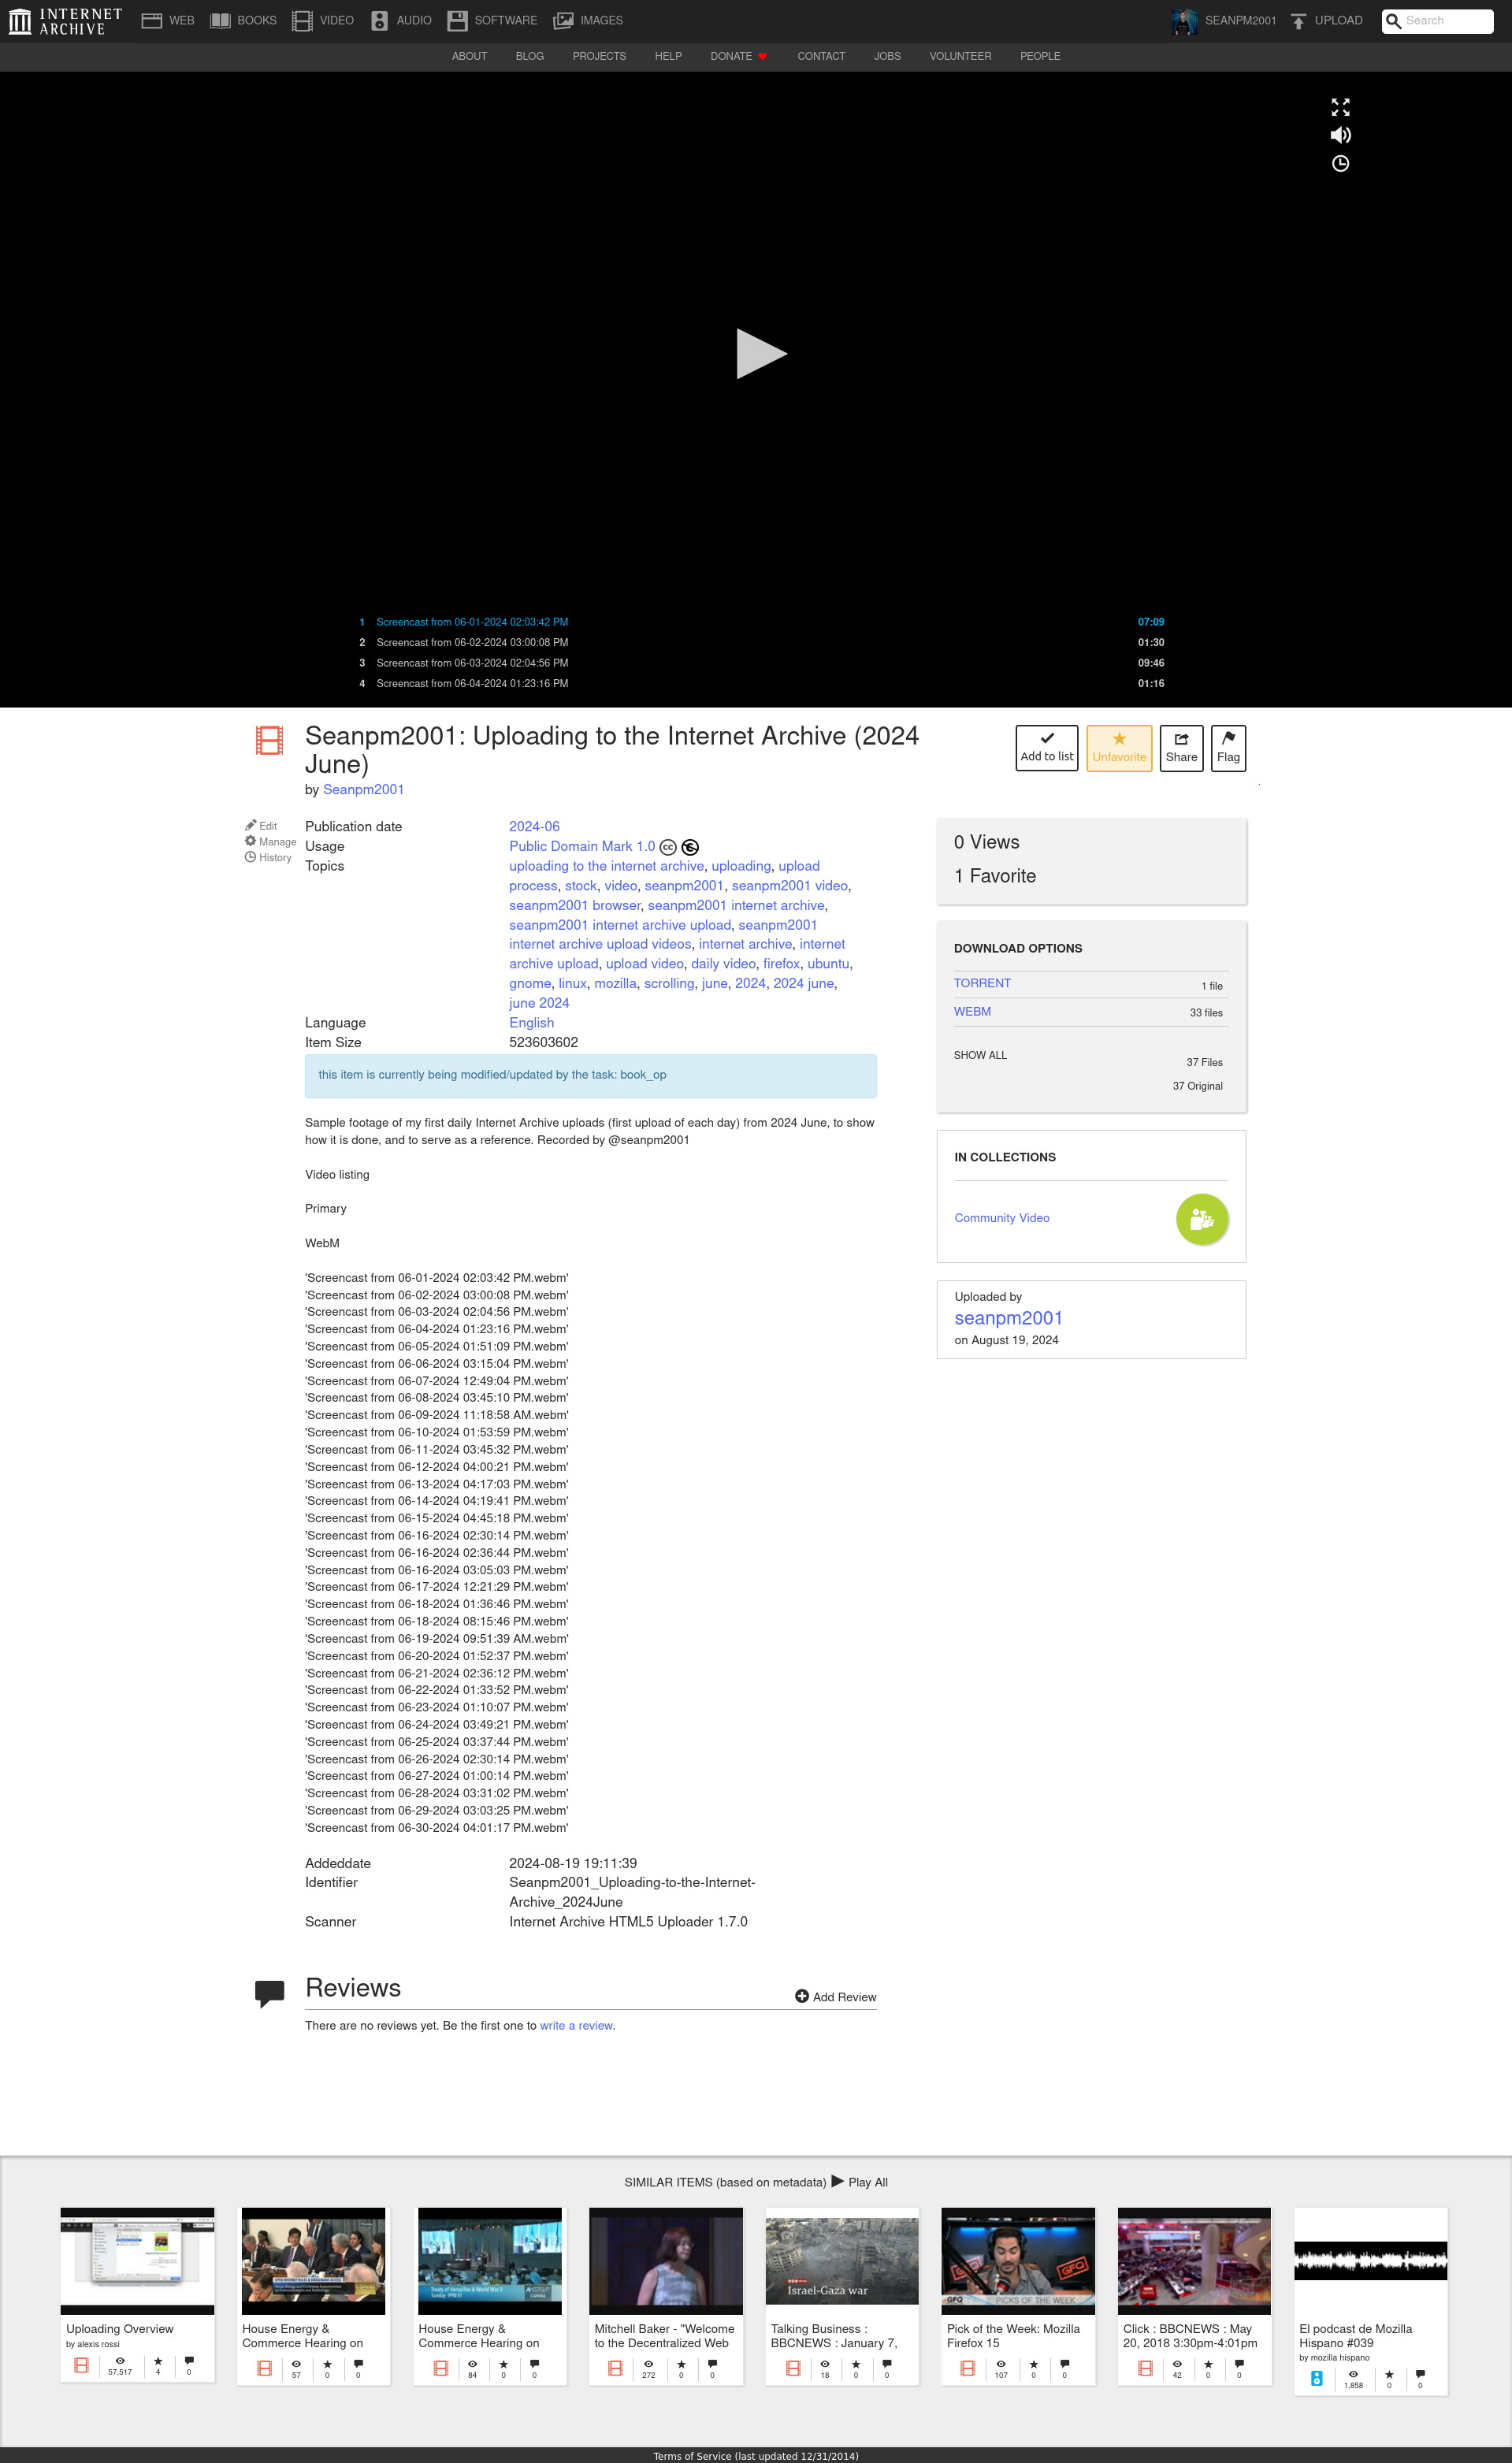 INTERNET ARCHIVE WEB BOOKS VIDEO AUDIO SOFTWARE IMAGES SEANPM2001 UPLOAD Search
ABOUT BLOG PROJECTS HELP DONATE CONTACT JOBS VOLUNTEER PEOPLE
1 Screencast from 06-01-2024 02:03:42 PM 07:09
2 Screencast from 06-02-2024 03:00:08 PM 01:30
3 Screencast from 06-03-2024 02:04:56 PM 09:46
4 Screencast from 06-04-2024 01:23:16 PM 01:16
Seanpm2001: Uploading to the Internet Archive (2024
June)
by Seanpm2001
Add to list Unfavorite Share Flag
Edit
Manage
History
Publication date 2024-06
Usage Public Domain Mark 1.0
Topics uploading to the internet archive, uploading, upload
process, stock, video, seanpm2001, seanpm2001 video,
seanpm2001 browser, seanpm2001 internet archive,
seanpm2001 internet archive upload, seanpm2001
internet archive upload videos, internet archive, internet
archive upload, upload video, daily video, firefox, ubuntu,
gnome, linux, mozilla, scrolling, june, 2024, 2024 june,
june 2024
Language English
Item Size 523603602
this item is currently being modified/updated by the task: book_op
Sample footage of my first daily Internet Archive uploads (first upload of each day) from 2024 June, to show
how it is done, and to serve as a reference. Recorded by @seanpm2001
Video listing
Primary
WebM
'Screencast from 06-01-2024 02:03:42 PM.webm'
'Screencast from 06-02-2024 03:00:08 PM.webm'
'Screencast from 06-03-2024 02:04:56 PM.webm'
'Screencast from 06-04-2024 01:23:16 PM.webm'
'Screencast from 06-05-2024 01:51:09 PM.webm'
'Screencast from 06-06-2024 03:15:04 PM.webm'
'Screencast from 06-07-2024 12:49:04 PM.webm'
'Screencast from 06-08-2024 03:45:10 PM.webm'
'Screencast from 06-09-2024 11:18:58 AM.webm'
'Screencast from 06-10-2024 01:53:59 PM.webm'
'Screencast from 06-11-2024 03:45:32 PM.webm'
'Screencast from 06-12-2024 04:00:21 PM.webm'
'Screencast from 06-13-2024 04:17:03 PM.webm'
'Screencast from 06-14-2024 04:19:41 PM.webm'
'Screencast from 06-15-2024 04:45:18 PM.webm'
'Screencast from 06-16-2024 02:30:14 PM.webm'
'Screencast from 06-16-2024 02:36:44 PM.webm'
'Screencast from 06-16-2024 03:05:03 PM.webm'
'Screencast from 06-17-2024 12:21:29 PM.webm'
'Screencast from 06-18-2024 01:36:46 PM.webm'
'Screencast from 06-18-2024 08:15:46 PM.webm'
'Screencast from 06-19-2024 09:51:39 AM.webm'
'Screencast from 06-20-2024 01:52:37 PM.webm'
'Screencast from 06-21-2024 02:36:12 PM.webm'
'Screencast from 06-22-2024 01:33:52 PM.webm'
'Screencast from 06-23-2024 01:10:07 PM.webm'
'Screencast from 06-24-2024 03:49:21 PM.webm'
'Screencast from 06-25-2024 03:37:44 PM.webm'
'Screencast from 06-26-2024 02:30:14 PM.webm'
'Screencast from 06-27-2024 01:00:14 PM.webm'
'Screencast from 06-28-2024 03:31:02 PM.webm'
'Screencast from 06-29-2024 03:03:25 PM.webm'
'Screencast from 06-30-2024 04:01:17 PM.webm'
Addeddate 2024-08-19 19:11:39
Identifier Seanpm2001_Uploading-to-the-Internet-
Archive_2024June
Scanner Internet Archive HTML5 Uploader 1.7.0
0 Views
1 Favorite
DOWNLOAD OPTIONS
TORRENT 1 file
WEBM 33 files
SHOW ALL 37 Files
37 Original
IN COLLECTIONS
Community Video
Uploaded by
seanpm2001
on August 19, 2024
Reviews
Add Review
There are no reviews yet. Be the first one to write a review.
SIMILAR ITEMS (based on metadata) Play All
Uploading Overview
by alexis rossi
57,517 4 0
House Energy &
Commerce Hearing on
57 0 0
Treaty of Versailles & World War I
Sunday
House Energy &
Commerce Hearing on
84 0 0
Mitchell Baker - "Welcome
to the Decentralized Web
272 0 0
Israel-Gaza war
Talking Business :
BBCNEWS : January 7,
18 0 0
GFQ
GFQ PICKS OF THE WEEK
Pick of the Week: Mozilla
Firefox 15
107 0 0
Click : BBCNEWS : May
20, 2018 3:30pm-4:01pm
42 0 0
El podcast de Mozilla
Hispano #039
by mozilla hispano
1,858 0 0
Terms of Service (last updated 12/31/2014)